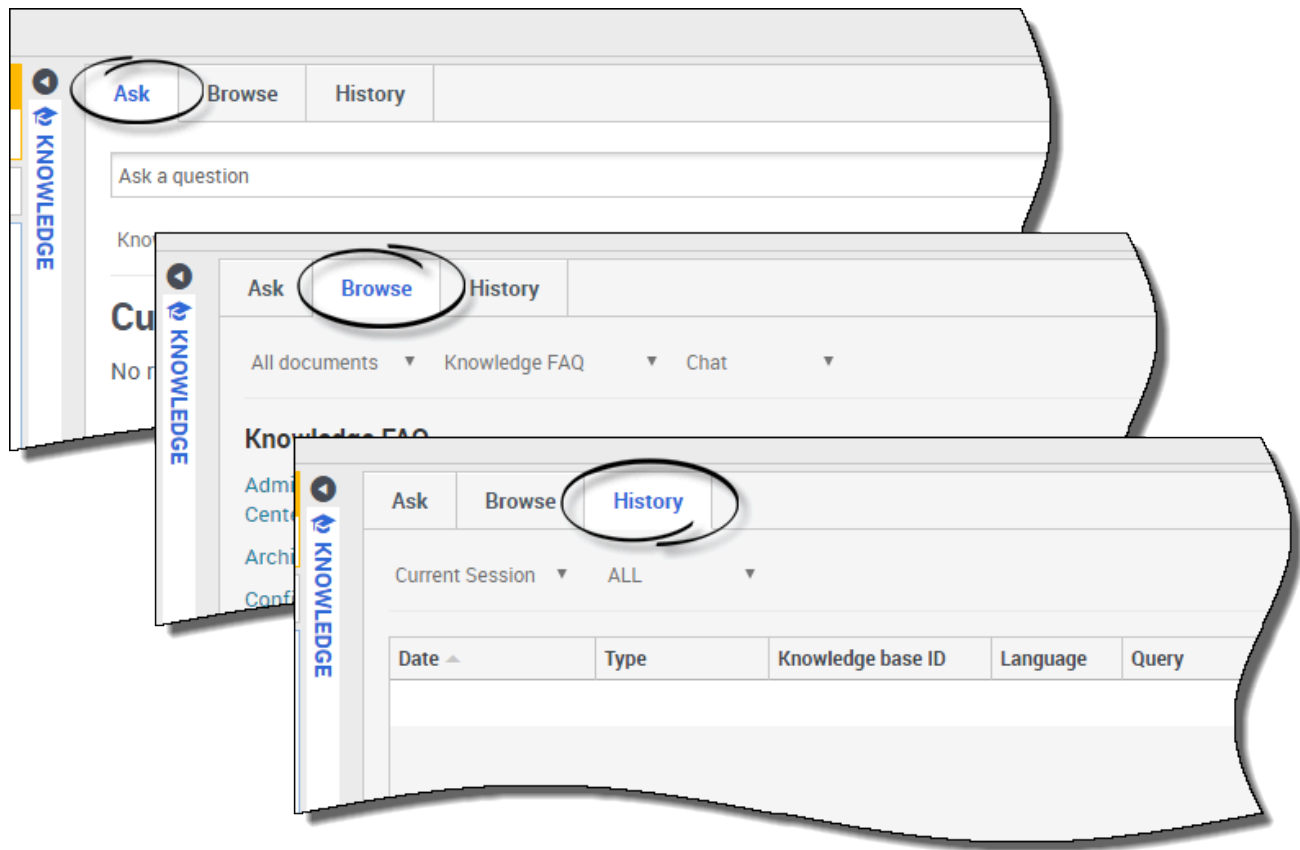 Ask Browse History
KNOWLEDGE
Ask a question
Ask Browse History
KNOWLEDGE
All documents Knowledge FAQ Chat
No
Ask Browse History
KNOWLEDGE
Current Session ALL
Date Type Knowledge base ID Language Query